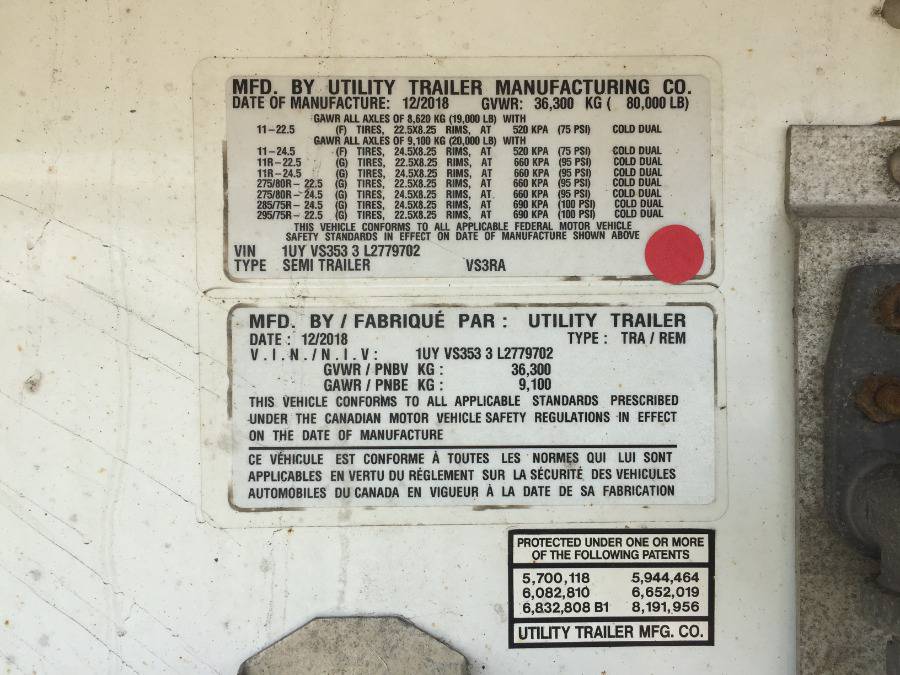 MFD. BY UTILITY TRAILER MANUFACTURING CO.
DATE OF MANUFACTURE: 12/2018 GVWR: 36,300 KG ( 80,000 LB)
GAWR ALL AXLES OF 8,620 KG (19,000 LB) WITH
11-22.5 (F) TIRES, 22.5X8.25 RIMS, AT 520 KPA (75 PSI) COLD DUAL
GAWR ALL AXLES OF 9,100 KG (20,000 LB) WITH
11-24.5 (F) TIRES, 24.5X8.25 RIMS, AT 520 KPA (75 PSI) COLD DUAL
11R-22.5 (G) TIRES, 22.5X8.25 RIMS, AT 660 KPA (95 PSI) COLD DUAL
11R-24.5 (G) TIRES, 24.5X8.25 RIMS, AT 660 KPA (95 PSI) COLD DUAL
275/80R- 22.5 (G) TIRES, 22.5X8.25 RIMS, AT 660 KPA (95 PSI) COLD DUAL
275/80R- 24.5 (G) TIRES, 24.5X8.25 RIMS, AT 660 KPA (95 PSI) COLD DUAL
285/75R- 24.5 (G) TIRES, 24.5X8.25 RIMS, AT 690 KPA (100 PSI) COLD DUAL
295/75R- 22.5 (G) TIRES, 22.5X8.25 RIMS, AT 690 KPA (100 PSI) COLD DUAL
THIS VEHICLE CONFORMS TO ALL APPLICABLE FEDERAL MOTOR VEHICLE
SAFETY STANDARDS IN EFFECT ON DATE OF MANUFACTURE SHOWN ABOVE
VIN 1UY VS353 3 L2779702
TYPE SEMI TRAILER VS3RA
MFD. BY / FABRIQUÉ PAR : UTILITY TRAILER
DATE : 12/2018 TYPE : TRA / REM
V . I . N . / N . I . V : 1UY VS353 3 L2779702
GVWR / PNBV KG : 36,300
GAWR / PNBE KG : 9,100
THIS VEHICLE CONFORMS TO ALL APPLICABLE STANDARDS PRESCRIBED
UNDER THE CANADIAN MOTOR VEHICLE SAFETY REGULATIONS IN EFFECT
ON THE DATE OF MANUFACTURE
CE VÉHICULE EST CONFORME À TOUTES LES NORMES QUI LUI SONT
APPLICABLES EN VERTU DU RÉGLEMENT SUR LA SÉCURITÉ DES VEHICULES
AUTOMOBILES DU CANADA EN VIGUEUR À LA DATE DE SA FABRICATION
PROTECTED UNDER ONE OR MORE
OF THE FOLLOWING PATENTS
5,700,118 5,944,464
6,082,810 6,652,019
6,832,808 B1 8,191,956
UTILITY TRAILER MFG. CO.